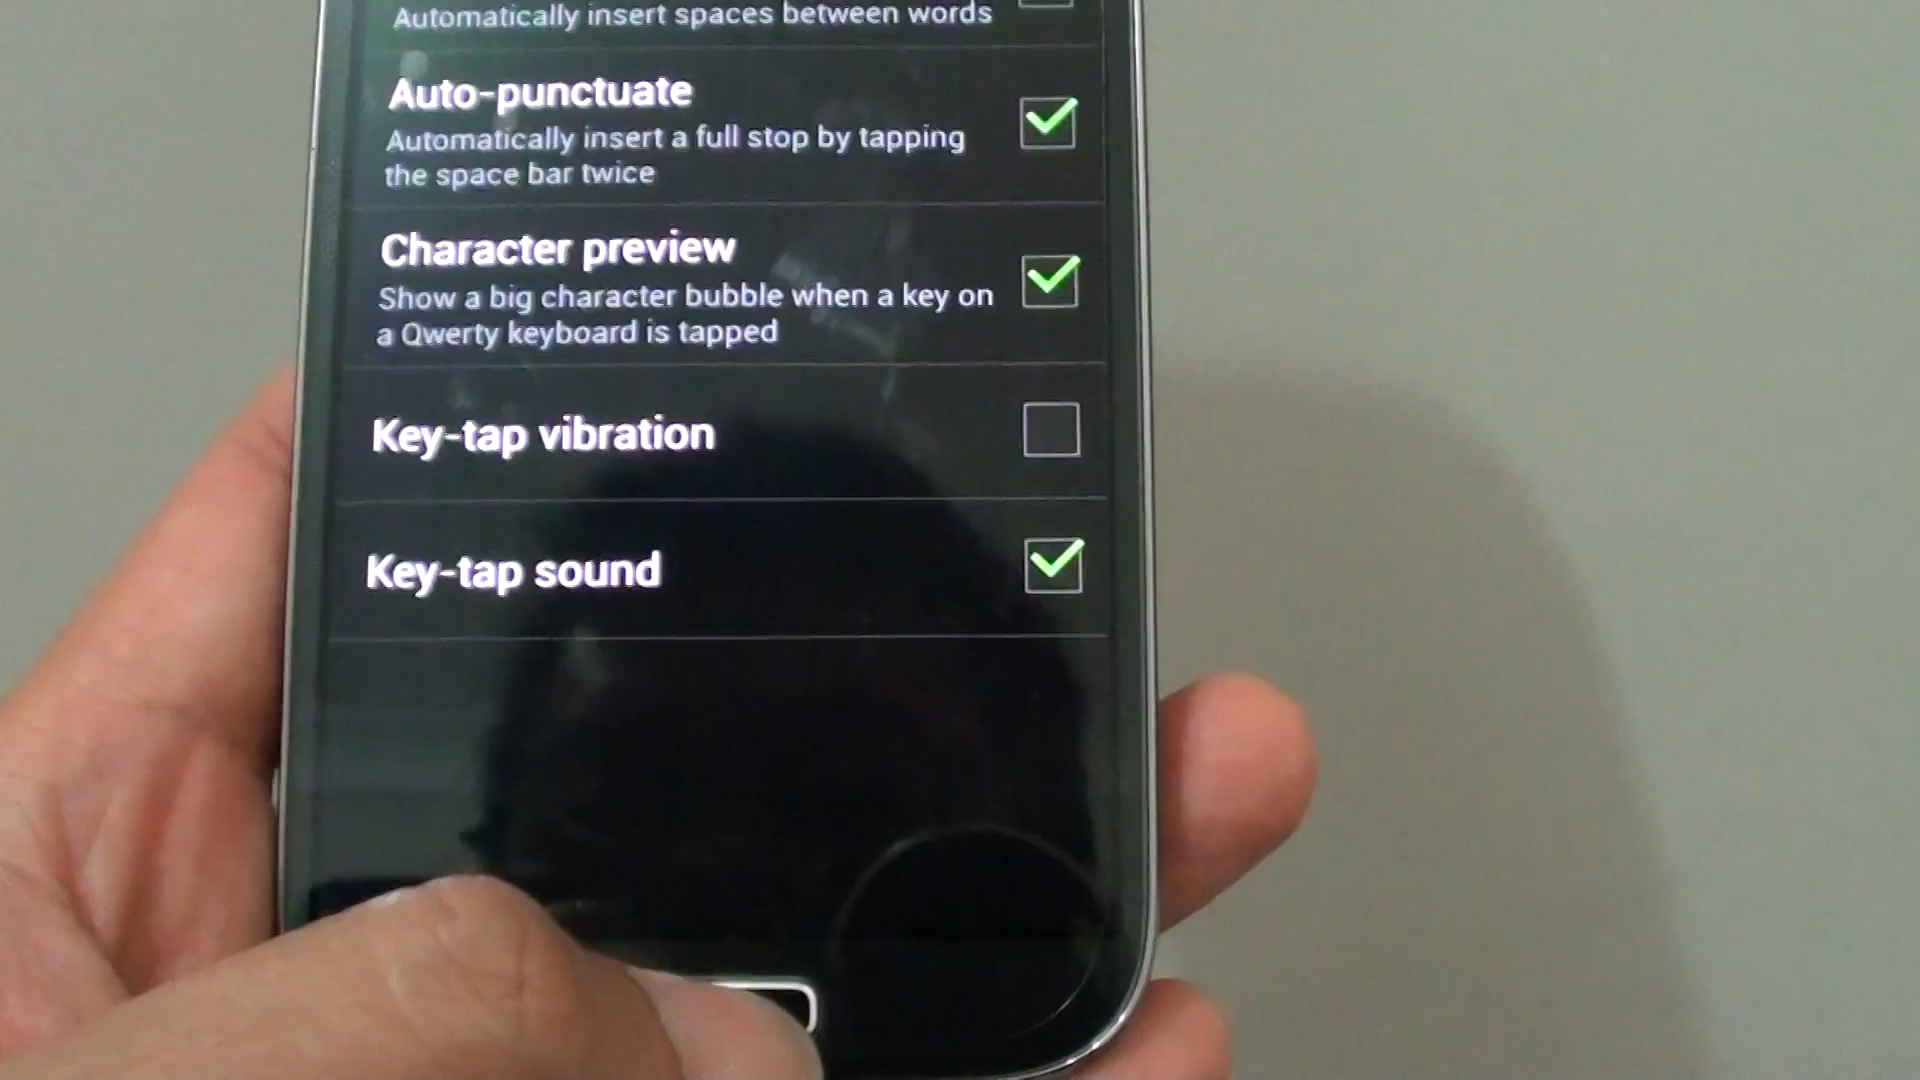 Automatically insert spaces between words
Auto-punctuate
Automatically insert a full stop by tapping
the space bar twice
Character preview
Show a big character bubble when a key on
a Qwerty keyboard is tapped
Key-tap vibration
Key-tap sound